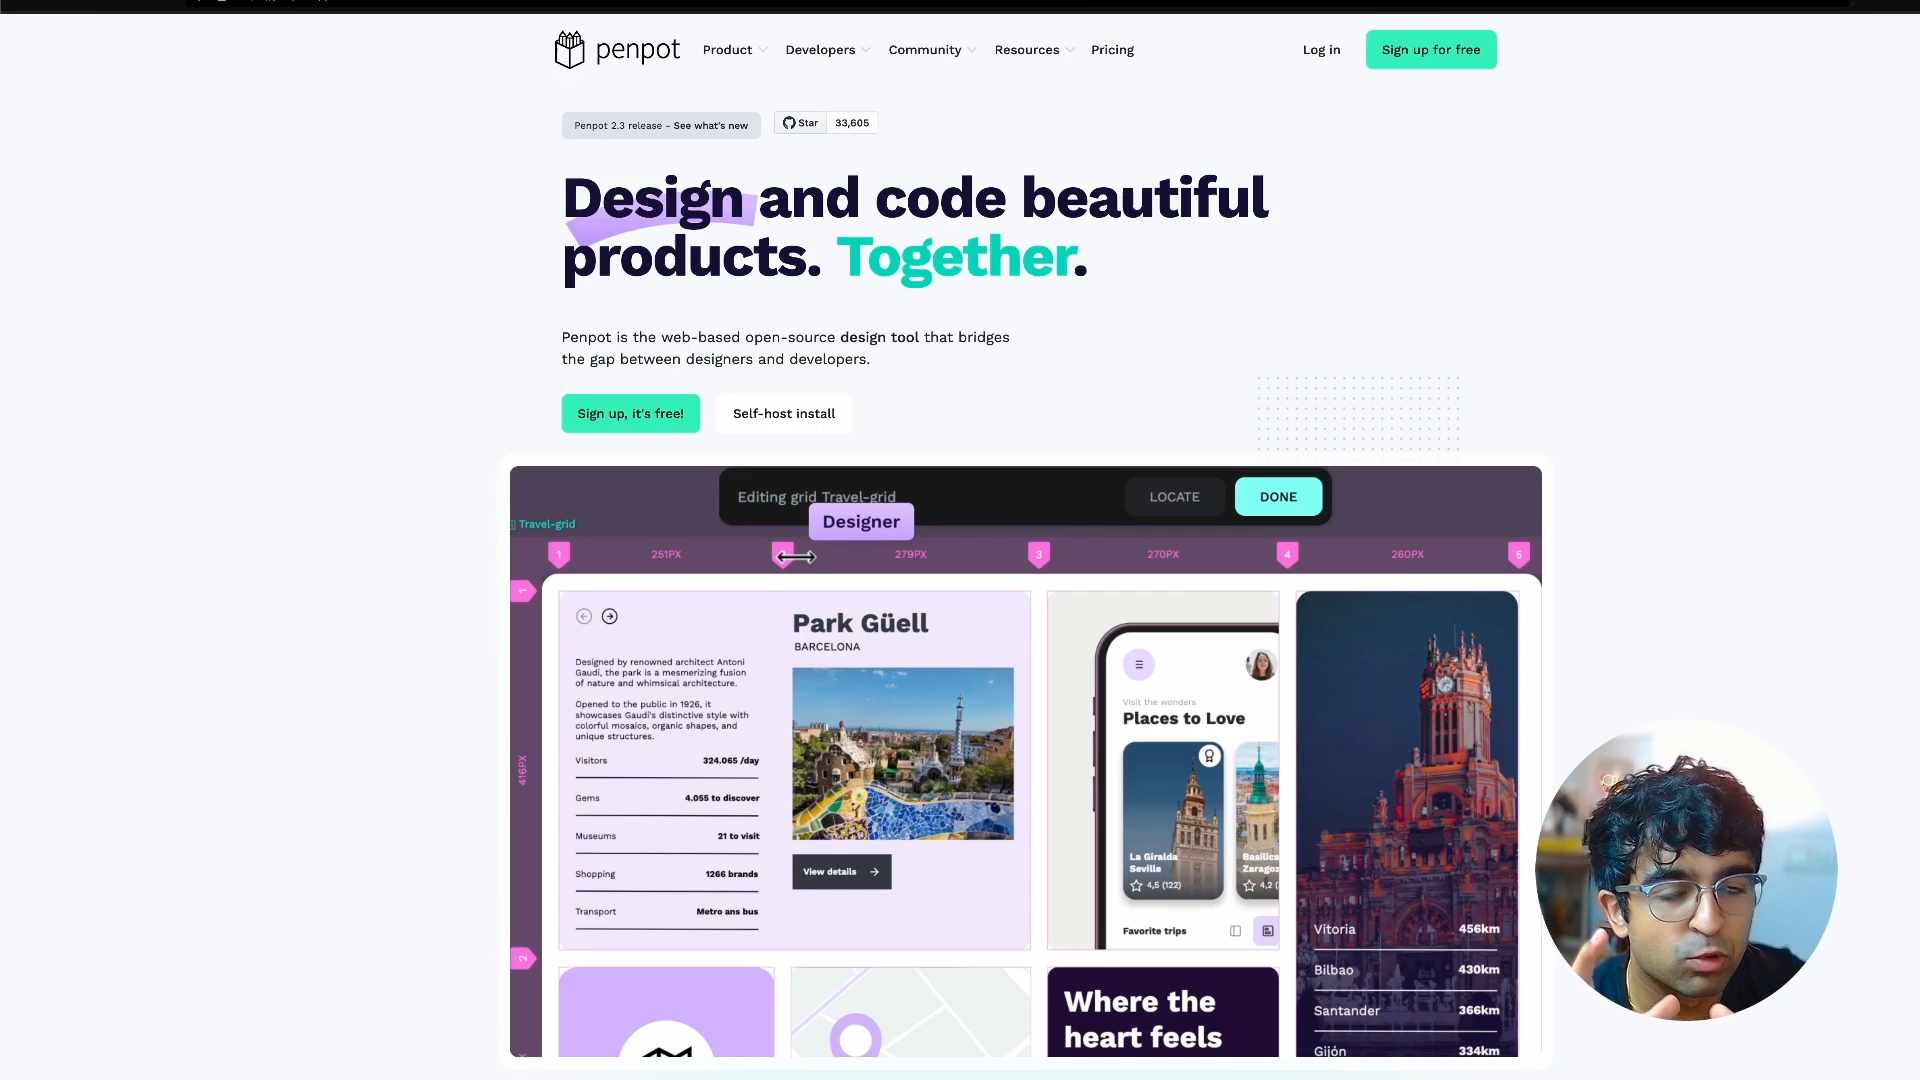 penpot
Product
Developers
Community
Resources
Pricing
Log in
Sign up for free
Penpot 2.3 release - See what's new
Star
33,605
Design and code beautiful
products. Together.
Penpot is the web-based open-source design tool that bridges
the gap between designers and developers.
Sign up, it's free!
Self-host install
Editing grid Travel-grid
LOCATE
DONE
Designer
Travel-grid
1
251PX
279PX
3
270PX
4
260PX
5
1
416PX
2
Park Güell
BARCELONA
Designed by renowned architect Antoni
Gaudí, the park is a mesmerizing fusion
of nature and whimsical architecture.
Opened to the public in 1926, it
showcases Gaudí's distinctive style with
colorful mosaics, organic shapes, and
unique structures.
Visitors 324.065 /day
Gems 4.055 to discover
Museums 21 to visit
Shopping 1266 brands
Transport Metro ans bus
View details
Visit the wonders
Places to Love
La Giralda
Seville
4,5 (122)
Basilica
Zaragoz
4,2 (
Favorite trips
Where the
heart feels
Vitoria 456km
Bilbao 430km
Santander 366km
Gijón 334km